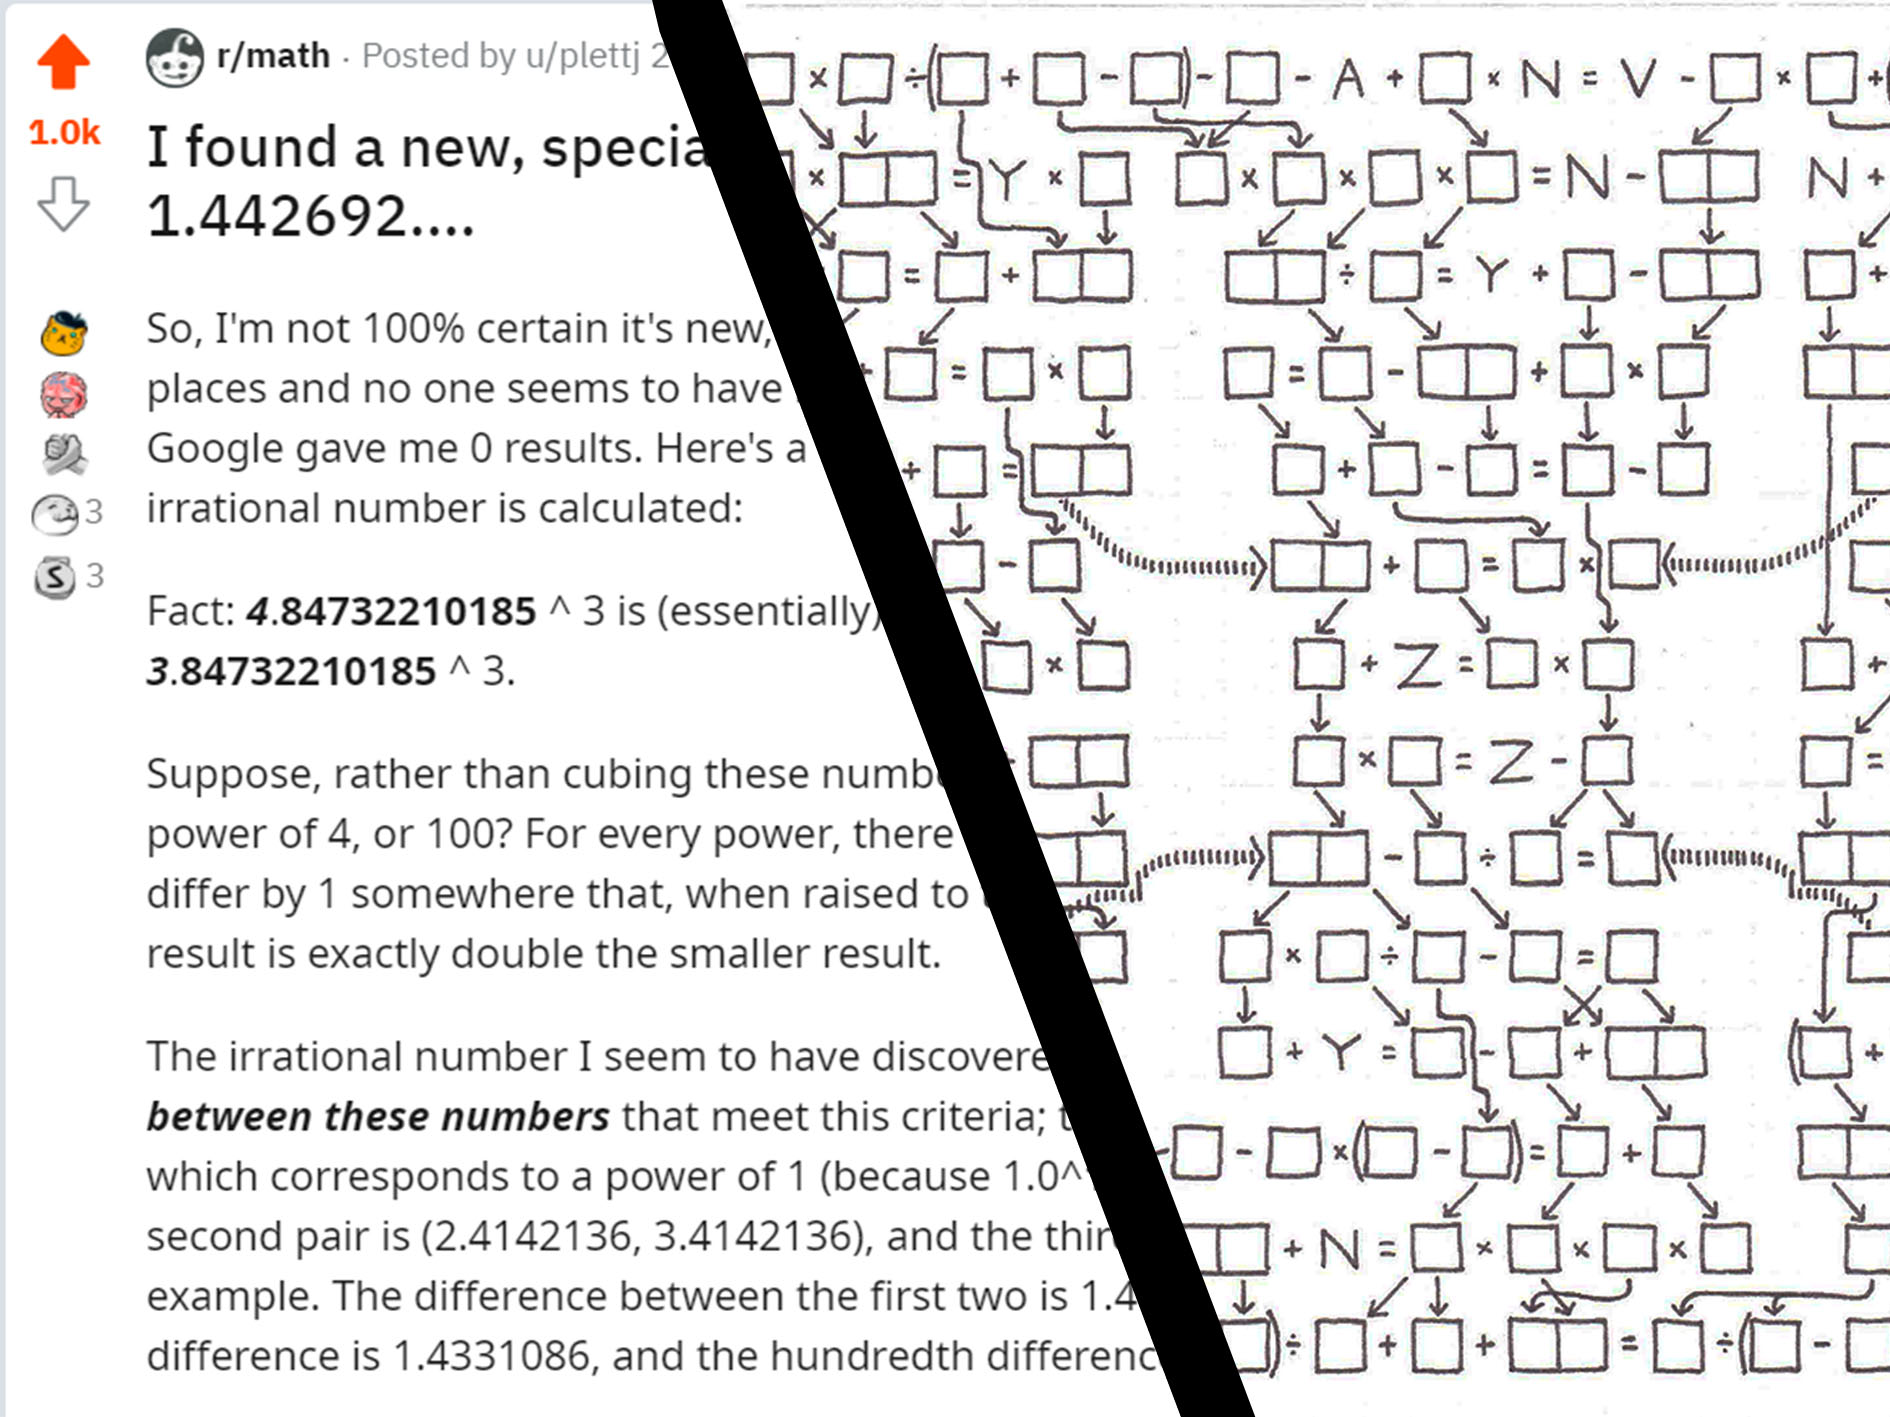 r/math · Posted by u/plettj 2
1.0k
I found a new, specia
1.442692....
So, I'm not 100% certain it's new,
places and no one seems to have
Google gave me 0 results. Here's a
irrational number is calculated:
3
3
Fact: 4.84732210185 ^ 3 is (essentially)
3.84732210185 ^ 3.
Suppose, rather than cubing these numb
power of 4, or 100? For every power, there
differ by 1 somewhere that, when raised to
result is exactly double the smaller result.
The irrational number I seem to have discovere
between these numbers that meet this criteria;
which corresponds to a power of 1 (because 1.0^
second pair is (2.4142136, 3.4142136), and the thir
example. The difference between the first two is 1.4
difference is 1.4331086, and the hundredth differenc
× ÷ ( + - ) - - A + × N = V - × + (
× = Y × × × × = N - N +
= + ÷ = Y + - +
= × = - + ×
+ = + - = -
- + = ×
× + Z = × +
× = Z - =
- ÷ =
× ÷ - =
+ Y = - + ( +
- - × ( - ) = +
+ N = × × ×
) ÷ + + = ÷ ( -